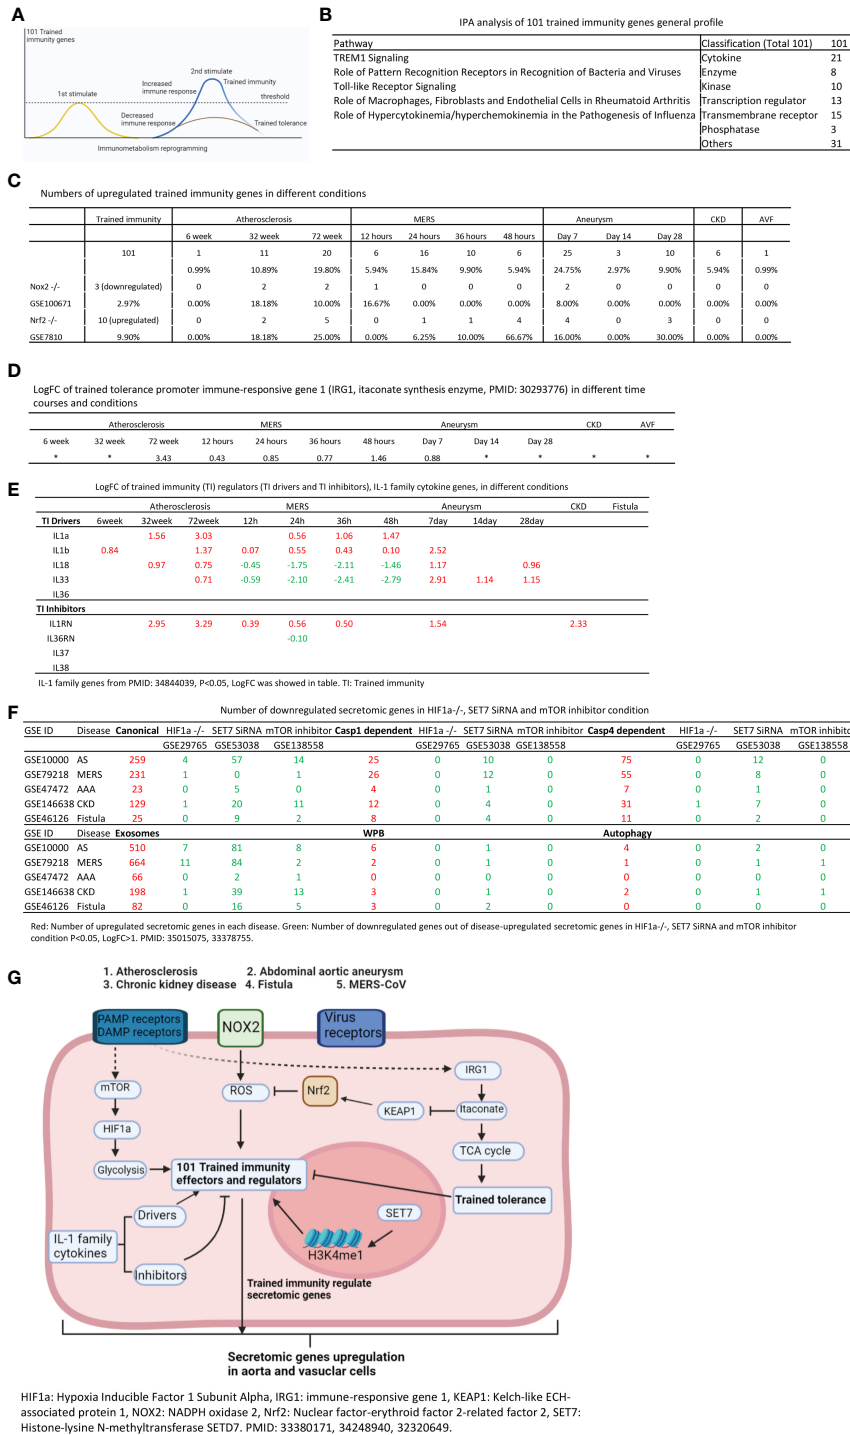 A
101 Trained
immunity genes
2nd stimulate
1st stimulate
Increased
immune response
Trained immunity
threshold
Decreased
immune response
Trained tolerance
Immunometabolism reprogramming
B
IPA analysis of 101 trained immunity genes general profile
Pathway Classification (Total 101) 101
TREM1 Signaling Cytokine 21
Role of Pattern Recognition Receptors in Recognition of Bacteria and Viruses Enzyme 8
Toll-like Receptor Signaling Kinase 10
Role of Macrophages, Fibroblasts and Endothelial Cells in Rheumatoid Arthritis Transcription regulator 13
Role of Hypercytokinemia/hyperchemokinemia in the Pathogenesis of Influenza Transmembrane receptor 15
Phosphatase 3
Others 31
C
Numbers of upregulated trained immunity genes in different conditions
Trained immunity Atherosclerosis MERS Aneurysm CKD AVF
6 week 32 week 72 week 12 hours 24 hours 36 hours 48 hours Day 7 Day 14 Day 28
101 1 11 20 6 16 10 6 25 3 10 6 1
0.99% 10.89% 19.80% 5.94% 15.84% 9.90% 5.94% 24.75% 2.97% 9.90% 5.94% 0.99%
Nox2 -/- 3 (downregulated) 0 2 2 1 0 0 0 2 0 0 0 0
GSE100671 2.97% 0.00% 18.18% 10.00% 16.67% 0.00% 0.00% 0.00% 8.00% 0.00% 0.00% 0.00% 0.00%
Nrf2 -/- 10 (upregulated) 0 2 5 0 1 1 4 4 0 3 0 0
GSE7810 9.90% 0.00% 18.18% 25.00% 0.00% 6.25% 10.00% 66.67% 16.00% 0.00% 30.00% 0.00% 0.00%
D
LogFC of trained tolerance promoter immune-responsive gene 1 (IRG1, itaconate synthesis enzyme, PMID: 30293776) in different time
courses and conditions
Atherosclerosis MERS Aneurysm CKD AVF
6 week 32 week 72 week 12 hours 24 hours 36 hours 48 hours Day 7 Day 14 Day 28
* * 3.43 0.43 0.85 0.77 1.46 0.88 * * * *
E
LogFC of trained immunity (TI) regulators (TI drivers and TI inhibitors), IL-1 family cytokine genes, in different conditions
Atherosclerosis MERS Aneurysm CKD Fistula
TI Drivers 6week 32week 72week 12h 24h 36h 48h 7day 14day 28day
IL1a 1.56 3.03 0.56 1.06 1.47
IL1b 0.84 1.37 0.07 0.55 0.43 0.10 2.52
IL18 0.97 0.75 -0.45 -1.75 -2.11 -1.46 1.17 0.96
IL33 0.71 -0.59 -2.10 -2.41 -2.79 2.91 1.14 1.15
IL36
TI Inhibitors
IL1RN 2.95 3.29 0.39 0.56 0.50 1.54 2.33
IL36RN -0.10
IL37
IL38
IL-1 family genes from PMID: 34844039, P<0.05, LogFC was showed in table. TI: Trained immunity
F
Number of downregulated secretomic genes in HIF1a-/-, SET7 SiRNA and mTOR inhibitor condition
GSE ID Disease Canonical HIF1a -/- SET7 SiRNA mTOR inhibitor Casp1 dependent HIF1a -/- SET7 SiRNA mTOR inhibitor Casp4 dependent HIF1a -/- SET7 SiRNA mTOR inhibitor
GSE29765 GSE53038 GSE138558 GSE29765 GSE53038 GSE138558 GSE29765 GSE53038 GSE138558
GSE10000 AS 259 4 57 14 25 0 10 0 75 0 12 0
GSE79218 MERS 231 1 0 1 26 0 12 0 55 0 8 0
GSE47472 AAA 23 0 5 0 4 0 1 0 7 0 1 0
GSE146638 CKD 129 1 20 11 12 0 4 0 31 1 7 0
GSE46126 Fistula 25 0 9 2 8 0 4 0 11 0 2 0
GSE ID Disease Exosomes WPB Autophagy
GSE10000 AS 510 7 81 8 6 0 1 0 4 0 2 0
GSE79218 MERS 664 11 84 2 2 0 1 0 1 0 1 1
GSE47472 AAA 66 0 2 1 0 0 0 0 0 0 0 0
GSE146638 CKD 198 1 39 13 3 0 1 0 2 0 1 1
GSE46126 Fistula 82 0 16 5 3 0 2 0 0 0 0 0
Red: Number of upregulated secretomic genes in each disease. Green: Number of downregulated genes out of disease-upregulated secretomic genes in HIF1a-/-, SET7 SiRNA and mTOR inhibitor
condition P<0.05, LogFC>1. PMID: 35015075, 33378755.
G
1. Atherosclerosis 2. Abdominal aortic aneurysm
3. Chronic kidney disease 4. Fistula 5. MERS-CoV
PAMP receptors
DAMP receptors
NOX2
Virus
receptors
mTOR
ROS
Nrf2
KEAP1
IRG1
Itaconate
HIF1a
TCA cycle
Glycolysis
101 Trained immunity
effectors and regulators
Trained tolerance
Drivers
SET7
IL-1 family
cytokines
H3K4me1
Inhibitors
Trained immunity regulate
secretomic genes
Secretomic genes upregulation
in aorta and vasuclar cells
HIF1a: Hypoxia Inducible Factor 1 Subunit Alpha, IRG1: immune-responsive gene 1, KEAP1: Kelch-like ECH-
associated protein 1, NOX2: NADPH oxidase 2, Nrf2: Nuclear factor-erythroid factor 2-related factor 2, SET7:
Histone-lysine N-methyltransferase SETD7. PMID: 33380171, 34248940, 32320649.